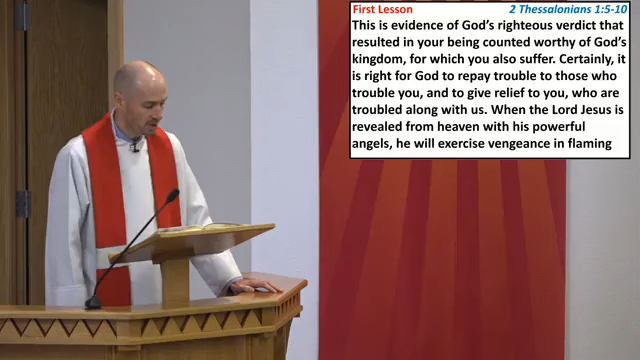 First Lesson 2 Thessalonians 1:5-10
This is evidence of God's righteous verdict that
resulted in your being counted worthy of God's
kingdom, for which you also suffer. Certainly, it
is right for God to repay trouble to those who
trouble you, and to give relief to you, who are
troubled along with us. When the Lord Jesus is
revealed from heaven with his powerful
angels, he will exercise vengeance in flaming